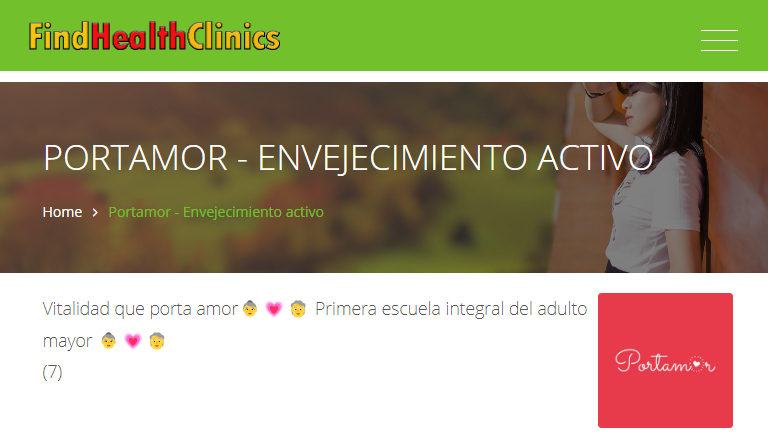 FindHealthClinics
PORTAMOR - ENVEJECIMIENTO ACTIVO
Home > Portamor - Envejecimiento activo
Vitalidad que porta amor👵 💗 🧓 Primera escuela integral del adulto
mayor 👵 💗 🧓
(7)
Portamor